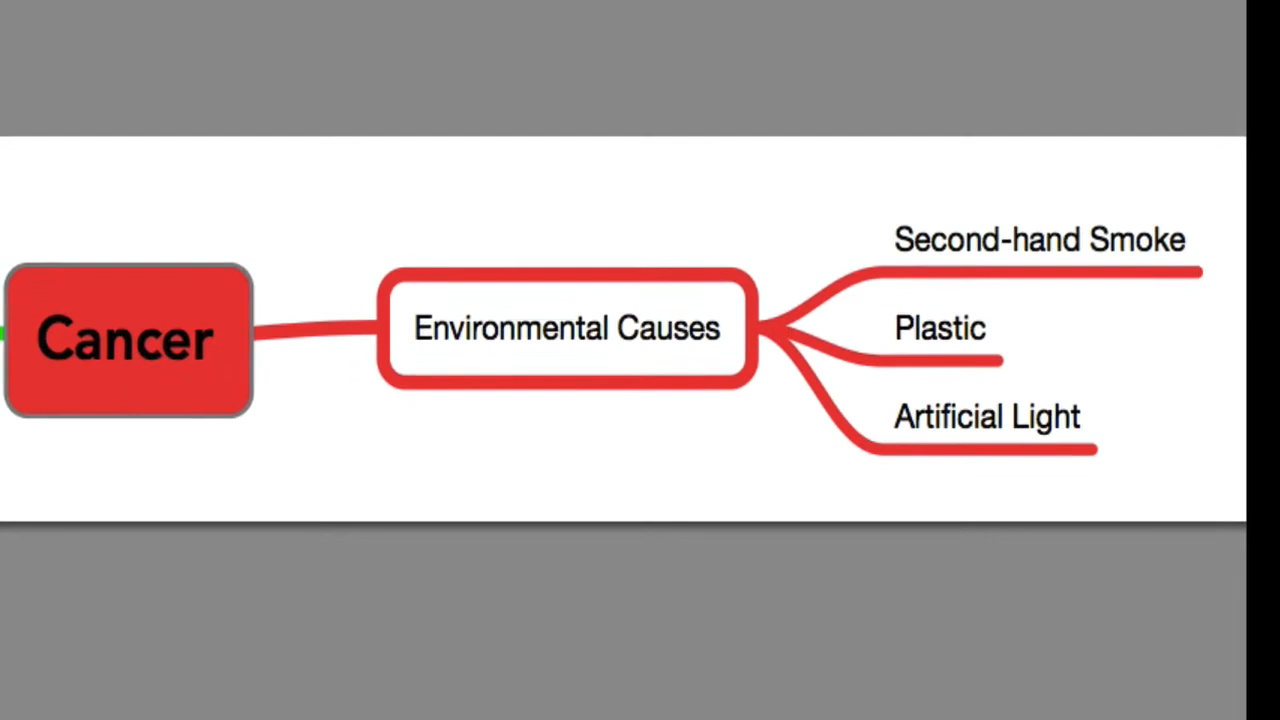 Cancer
Environmental Causes
Second-hand Smoke
Plastic
Artificial Light